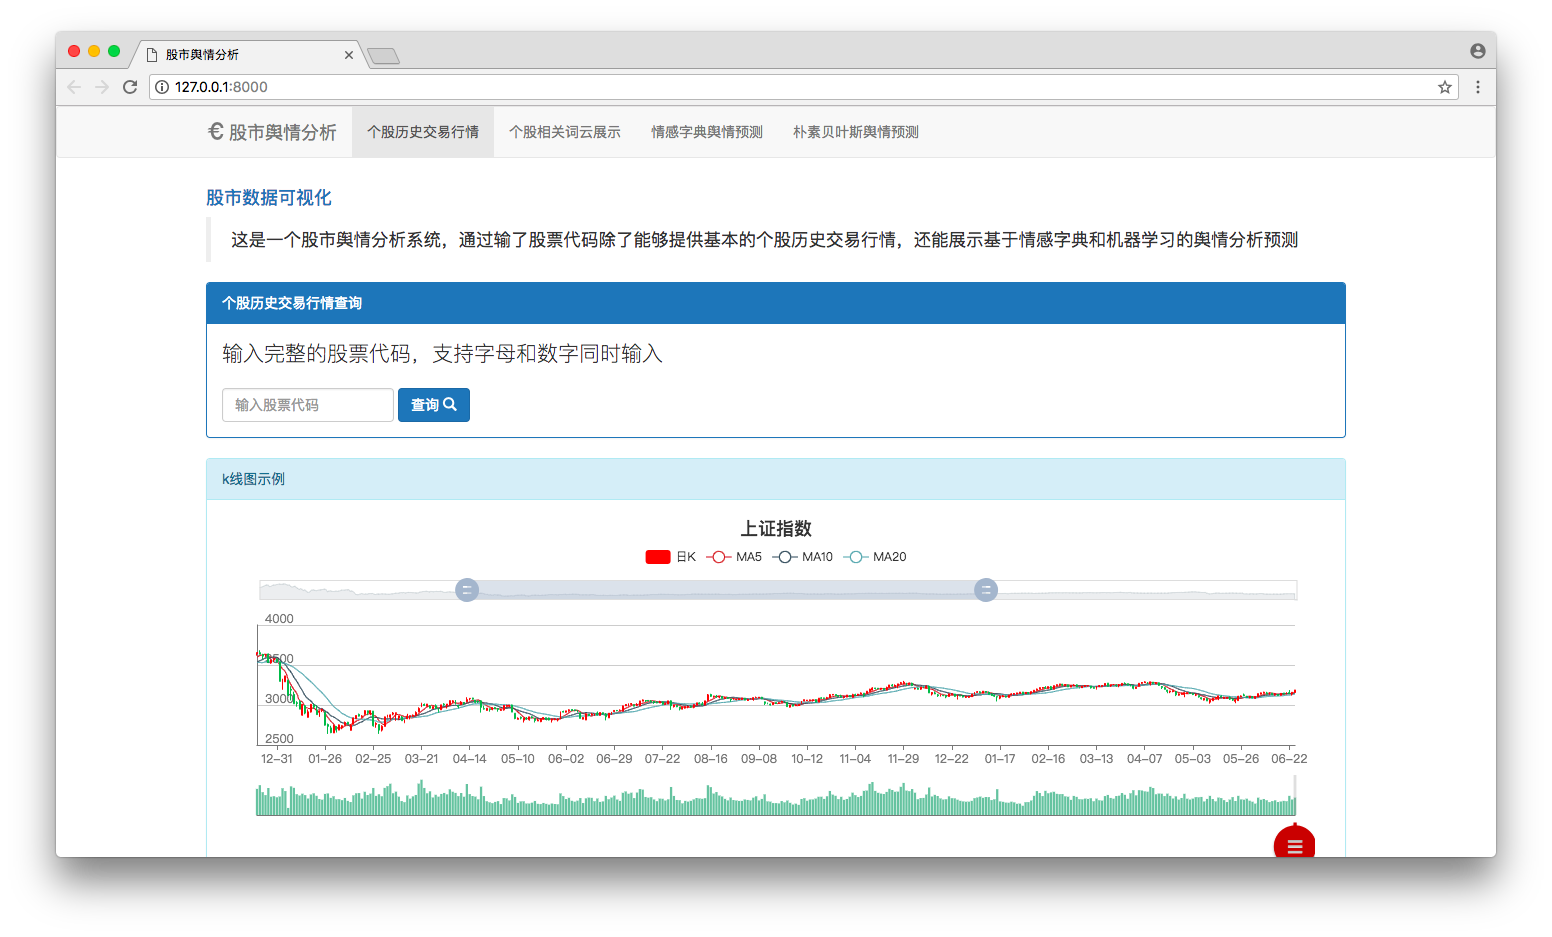 股市舆情分析
127.0.0.1:8000
€ 股市舆情分析 个股历史交易行情 个股相关词云展示 情感字典舆情预测 朴素贝叶斯舆情预测
股市数据可视化
这是一个股市舆情分析系统，通过输了股票代码除了能够提供基本的个股历史交易行情，还能展示基于情感字典和机器学习的舆情分析预测
个股历史交易行情查询
输入完整的股票代码，支持字母和数字同时输入
输入股票代码 查询
k线图示例
上证指数
日K MA5 MA10 MA20
4000
3500
3000
2500
12-31 01-26 02-25 03-21 04-14 05-10 06-02 06-29 07-22 08-16 09-08 10-12 11-04 11-29 12-22 01-17 02-16 03-13 04-07 05-03 05-26 06-22